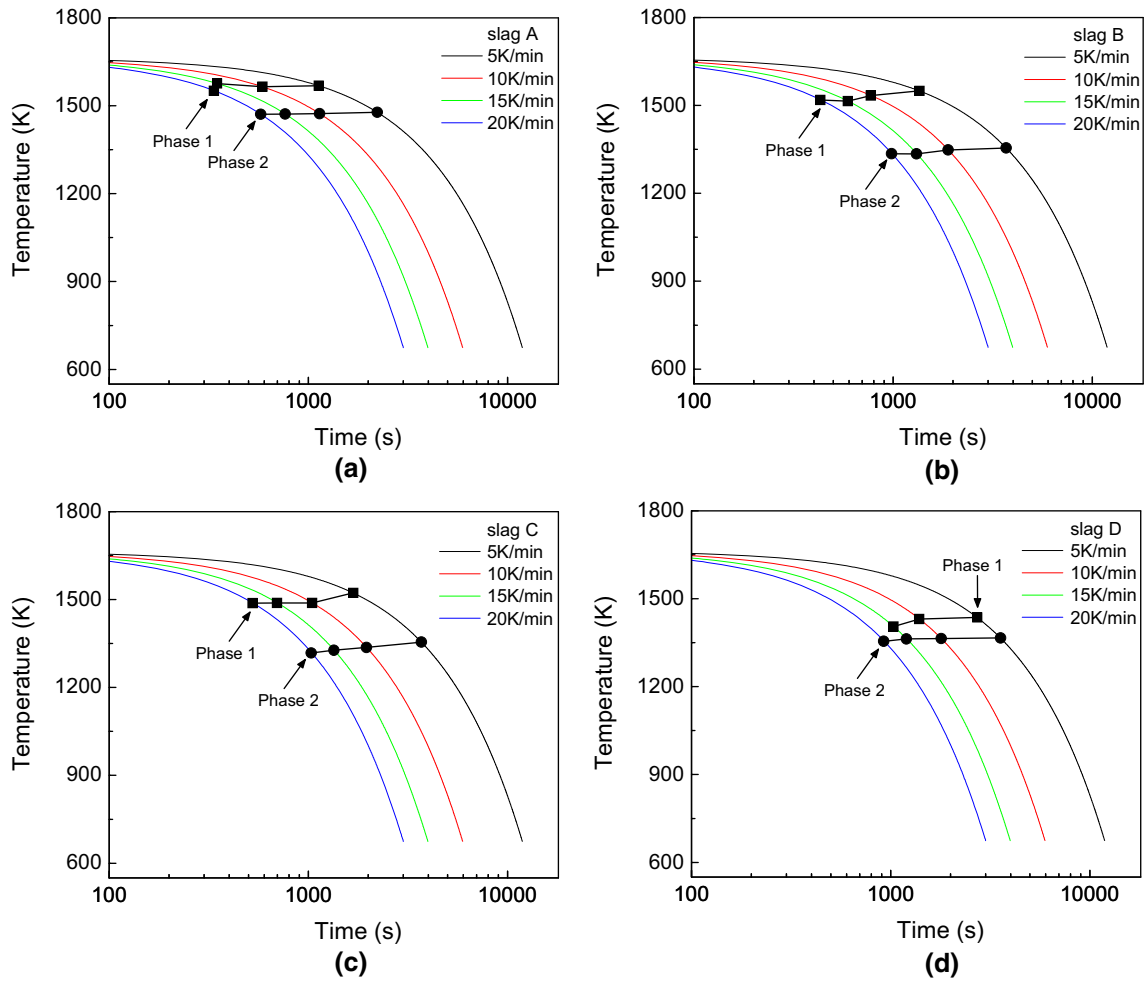 1800
1500
1200
900
600
Temperature (K)
100
1000
10000
Time (s)
slag A
5K/min
10K/min
15K/min
20K/min
Phase 1
Phase 2
(a)
1800
1500
1200
900
600
Temperature (K)
100
1000
10000
Time (s)
slag B
5K/min
10K/min
15K/min
20K/min
Phase 1
Phase 2
(b)
1800
1500
1200
900
600
Temperature (K)
100
1000
10000
Time (s)
slag C
5K/min
10K/min
15K/min
20K/min
Phase 1
Phase 2
(c)
1800
1500
1200
900
600
Temperature (K)
100
1000
10000
Time (s)
slag D
5K/min
10K/min
15K/min
20K/min
Phase 1
Phase 2
(d)